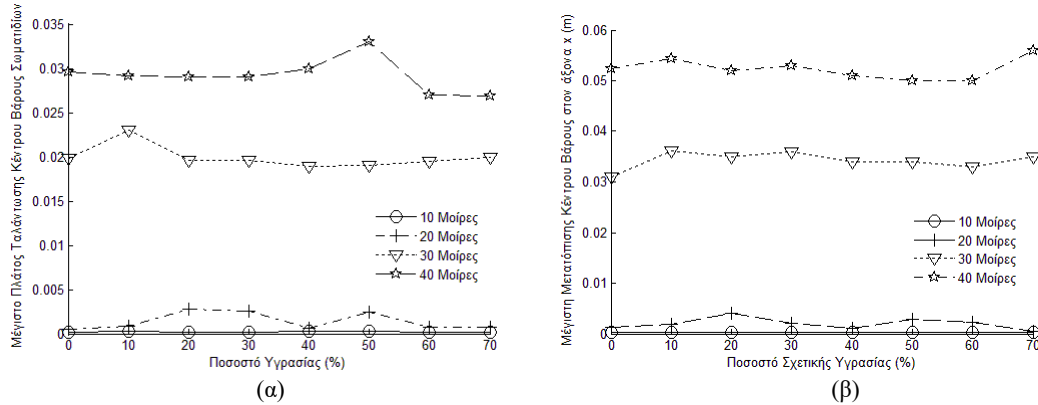 Μέγιστο Πλάτος Ταλάντωσης Κέντρου Βάρους Σωματιδίων
0.035
0.03
0.025
0.02
0.015
0.01
0.005
0
0 10 20 30 40 50 60 70
Ποσοστό Υγρασίας (%)
10 Μοίρες
20 Μοίρες
30 Μοίρες
40 Μοίρες
(α)
Μέγιστη Μετατόπιση Κέντρου Βάρους στον άξονα x (m)
0.06
0.05
0.04
0.03
0.02
0.01
0
0 10 20 30 40 50 60 70
Ποσοστό Σχετικής Υγρασίας (%)
10 Μοίρες
20 Μοίρες
30 Μοίρες
40 Μοίρες
(β)